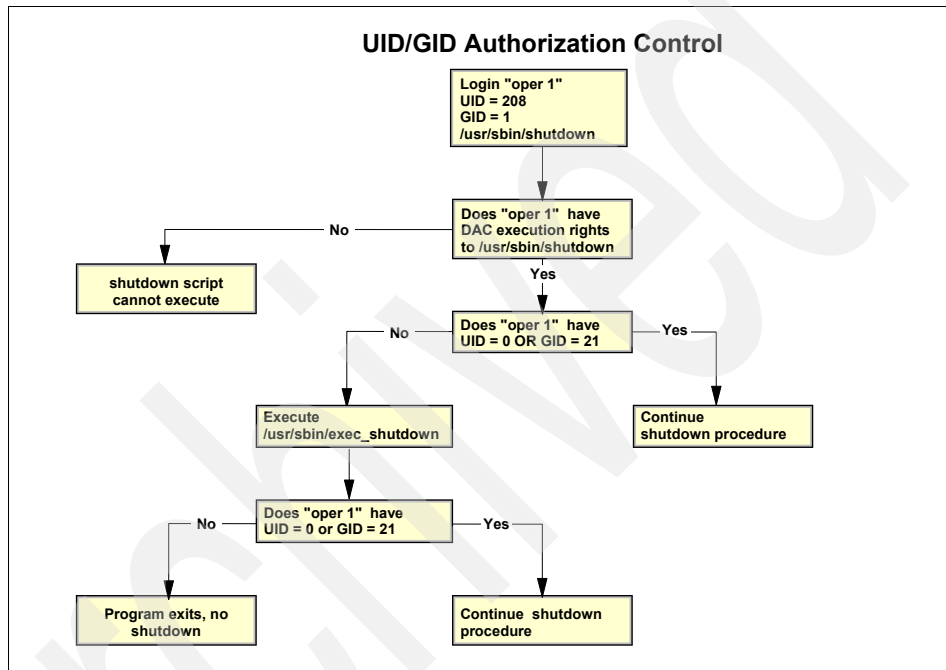 UID/GID Authorization Control
Login "oper 1"
UID = 208
GID = 1
/usr/sbin/shutdown
Does "oper 1" have
DAC execution rights
to /usr/sbin/shutdown
No
Yes
shutdown script
cannot execute
Does "oper 1" have
UID = 0 OR GID = 21
No
Yes
Execute
/usr/sbin/exec_shutdown
Continue
shutdown procedure
Does "oper 1" have
UID = 0 or GID = 21
No
Yes
Program exits, no
shutdown
Continue shutdown
procedure